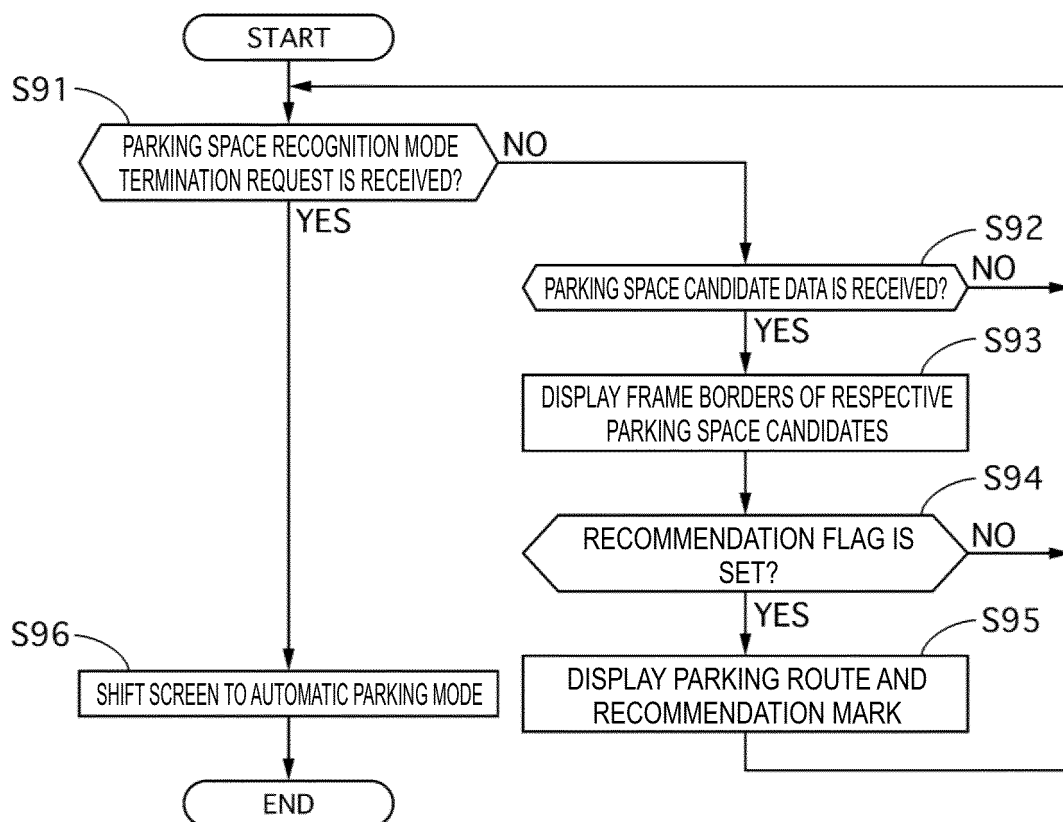 START
S91
PARKING SPACE RECOGNITION MODE
TERMINATION REQUEST IS RECEIVED?
NO
YES
S92
PARKING SPACE CANDIDATE DATA IS RECEIVED?
NO
YES
S93
DISPLAY FRAME BORDERS OF RESPECTIVE
PARKING SPACE CANDIDATES
S94
RECOMMENDATION FLAG IS
SET?
NO
YES
S95
DISPLAY PARKING ROUTE AND
RECOMMENDATION MARK
S96
SHIFT SCREEN TO AUTOMATIC PARKING MODE
END